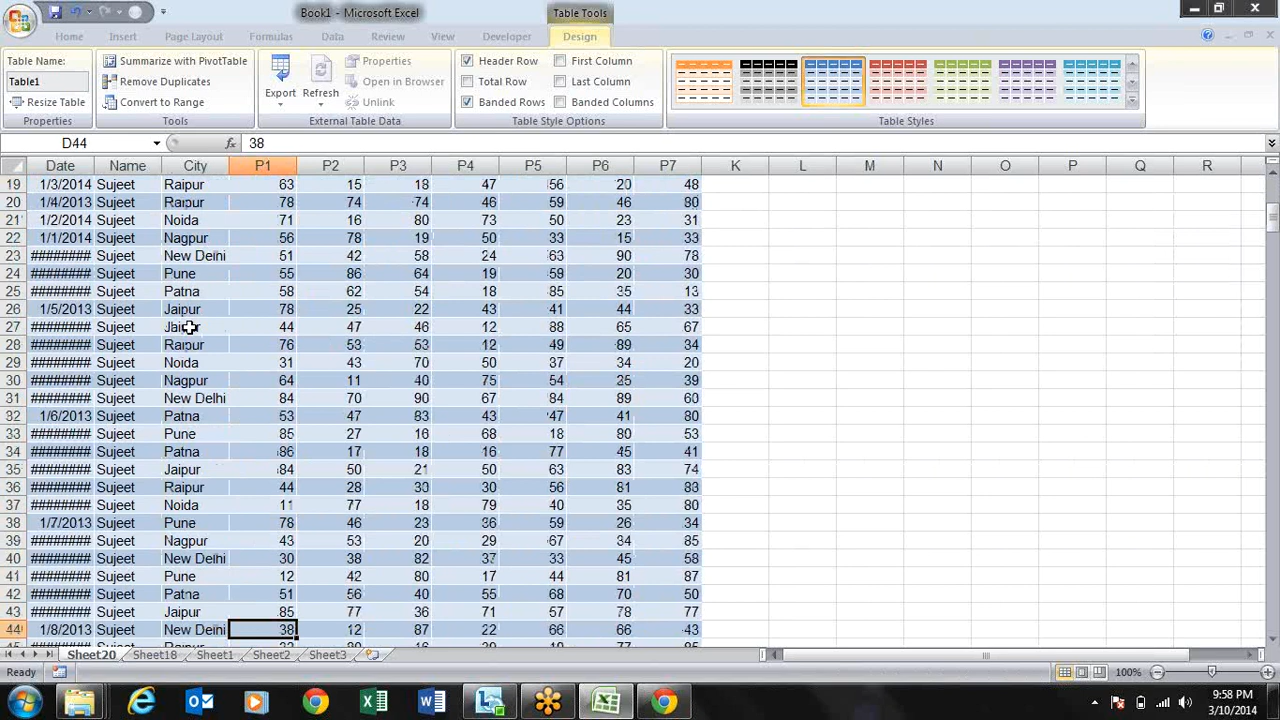 Book1 - Microsoft Excel
Table Tools
Home Insert Page Layout Formulas Data Review View Developer Design
Table Name:
Table1
Resize Table
Properties
Summarize with PivotTable
Remove Duplicates
Convert to Range
Tools
Export
Refresh
Properties
Open in Browser
Unlink
External Table Data
Header Row
Total Row
Banded Rows
First Column
Last Column
Banded Columns
Table Style Options
Table Styles
D44 fx 38
Date Name City P1 P2 P3 P4 P5 P6 P7 K L M N O P Q R
19 1/3/2014 Sujeet Raipur 63 15 18 47 56 20 48
20 1/4/2013 Sujeet Raipur 78 74 74 46 59 46 80
21 1/2/2014 Sujeet Noida 71 16 80 73 50 23 31
22 1/1/2014 Sujeet Nagpur 56 78 19 50 33 15 33
23 ######## Sujeet New Delhi 51 42 58 24 63 90 78
24 ######## Sujeet Pune 55 86 64 19 59 20 30
25 ######## Sujeet Patna 58 62 54 18 85 35 13
26 1/5/2013 Sujeet Jaipur 78 25 22 43 41 44 33
27 ######## Sujeet Jaipur 44 47 46 12 88 65 67
28 ######## Sujeet Raipur 76 53 53 12 49 89 34
29 ######## Sujeet Noida 31 43 70 50 37 34 20
30 ######## Sujeet Nagpur 64 11 40 75 54 25 39
31 ######## Sujeet New Delhi 84 70 90 67 84 89 60
32 1/6/2013 Sujeet Patna 53 47 83 43 47 41 80
33 ######## Sujeet Pune 85 27 16 68 18 80 53
34 ######## Sujeet Patna 86 17 18 16 77 45 41
35 ######## Sujeet Jaipur 84 50 21 50 63 83 74
36 ######## Sujeet Raipur 44 28 30 30 56 81 83
37 ######## Sujeet Noida 11 77 18 79 40 35 80
38 1/7/2013 Sujeet Pune 78 46 23 36 59 26 34
39 ######## Sujeet Nagpur 43 53 20 29 67 34 85
40 ######## Sujeet New Delhi 30 38 82 37 33 45 58
41 ######## Sujeet Pune 12 42 80 17 44 81 87
42 ######## Sujeet Patna 51 56 40 55 68 70 50
43 ######## Sujeet Jaipur 85 77 36 71 57 78 77
44 1/8/2013 Sujeet New Delhi 38 12 87 22 66 66 43
Sheet20 Sheet18 Sheet1 Sheet2 Sheet3
Ready 100%
9:58 PM
3/10/2014